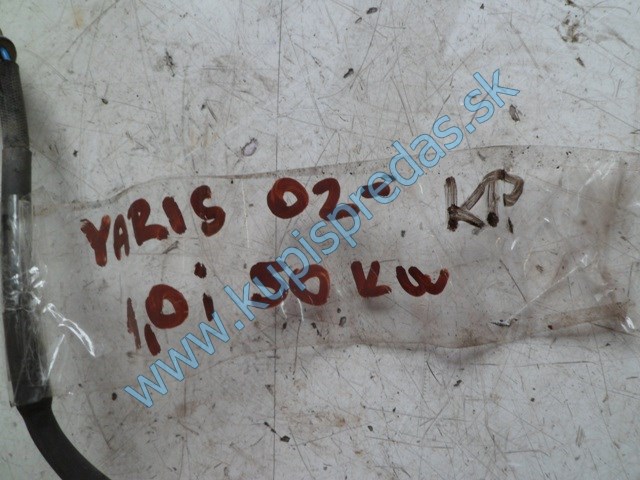 YARIS 02- KP
1,0i 50 KW
www.kupispredas.sk